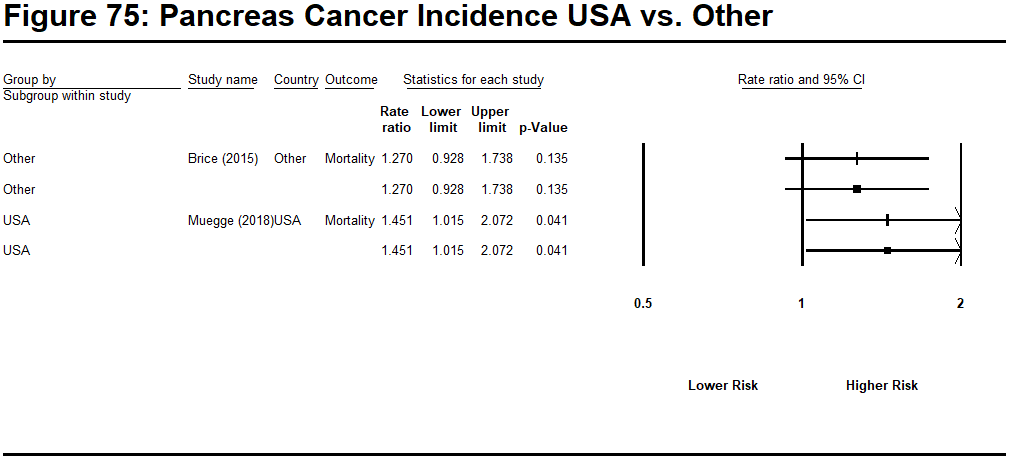 Figure 75: Pancreas Cancer Incidence USA vs. Other
Group by Study name Country Outcome Statistics for each study Rate ratio and 95% CI
Subgroup within study
Rate Lower Upper
ratio limit limit p-Value
Other Brice (2015) Other Mortality 1.270 0.928 1.738 0.135
Other 1.270 0.928 1.738 0.135
USA Muegge (2018)USA Mortality 1.451 1.015 2.072 0.041
USA 1.451 1.015 2.072 0.041
0.5 1 2
Lower Risk Higher Risk